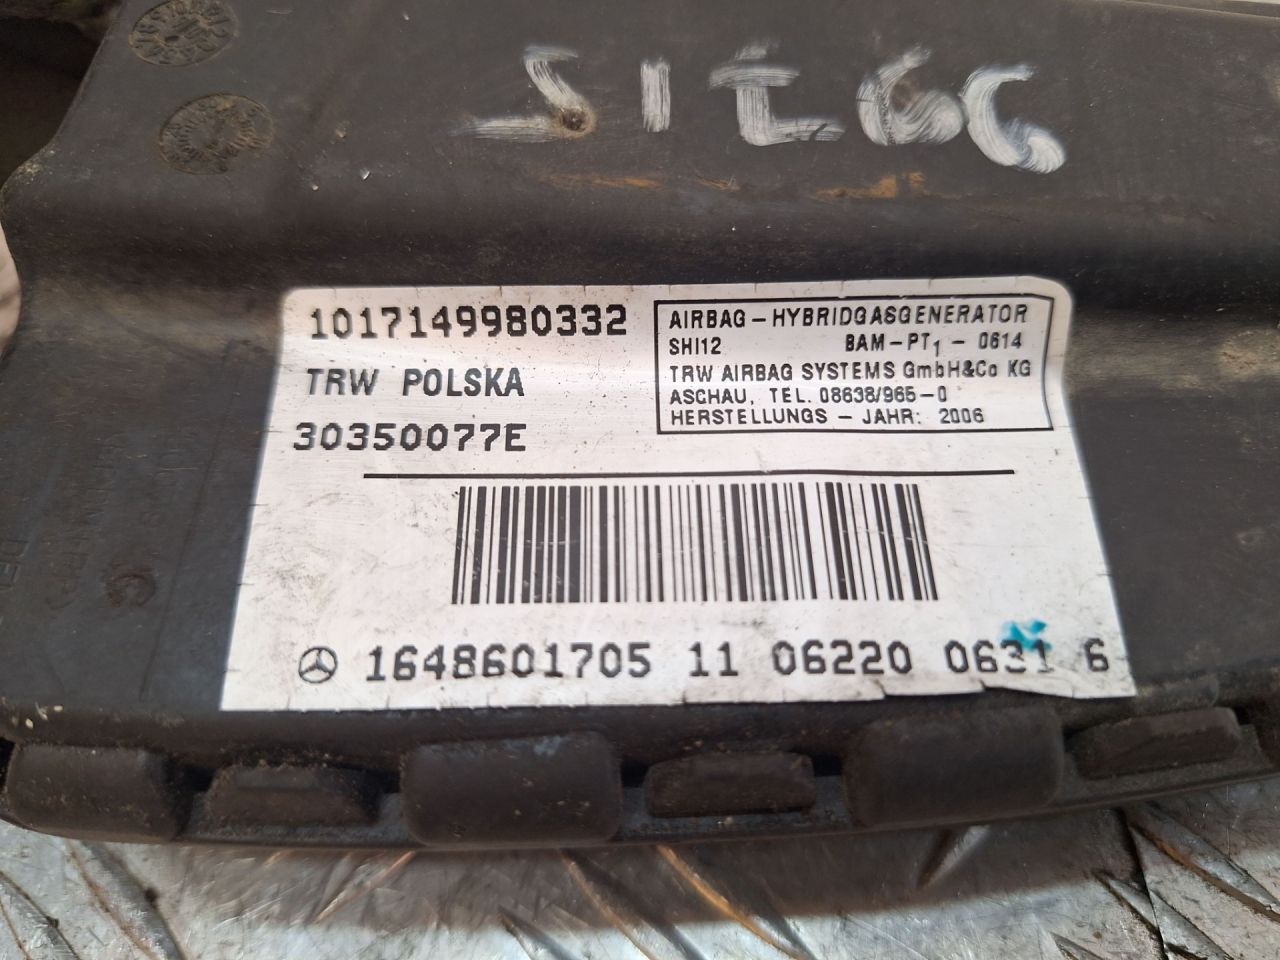 1017149980332
TRW POLSKA
30350077E
AIRBAG-HYBRIDGASGENERATOR
SHI12 BAM-PT1-0614
TRW AIRBAG SYSTEMS GmbH&Co KG
ASCHAU, TEL. 08638/965-0
HERSTELLUNGS-JAHR: 2006
1648601705 11 06220 0631 6